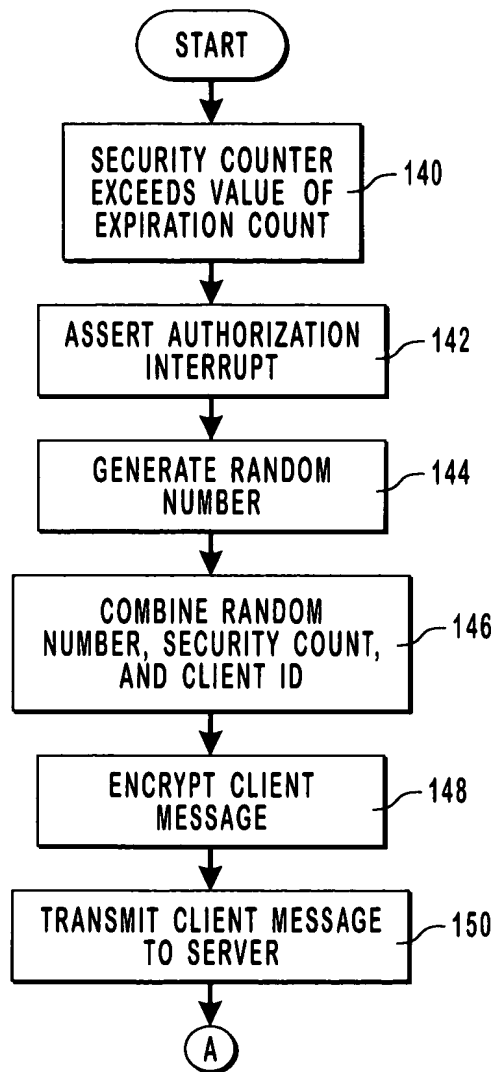 START
SECURITY COUNTER
EXCEEDS VALUE OF
EXPIRATION COUNT
140
ASSERT AUTHORIZATION
INTERRUPT
142
GENERATE RANDOM
NUMBER
144
COMBINE RANDOM
NUMBER, SECURITY COUNT,
AND CLIENT ID
146
ENCRYPT CLIENT
MESSAGE
148
TRANSMIT CLIENT MESSAGE
TO SERVER
150
A